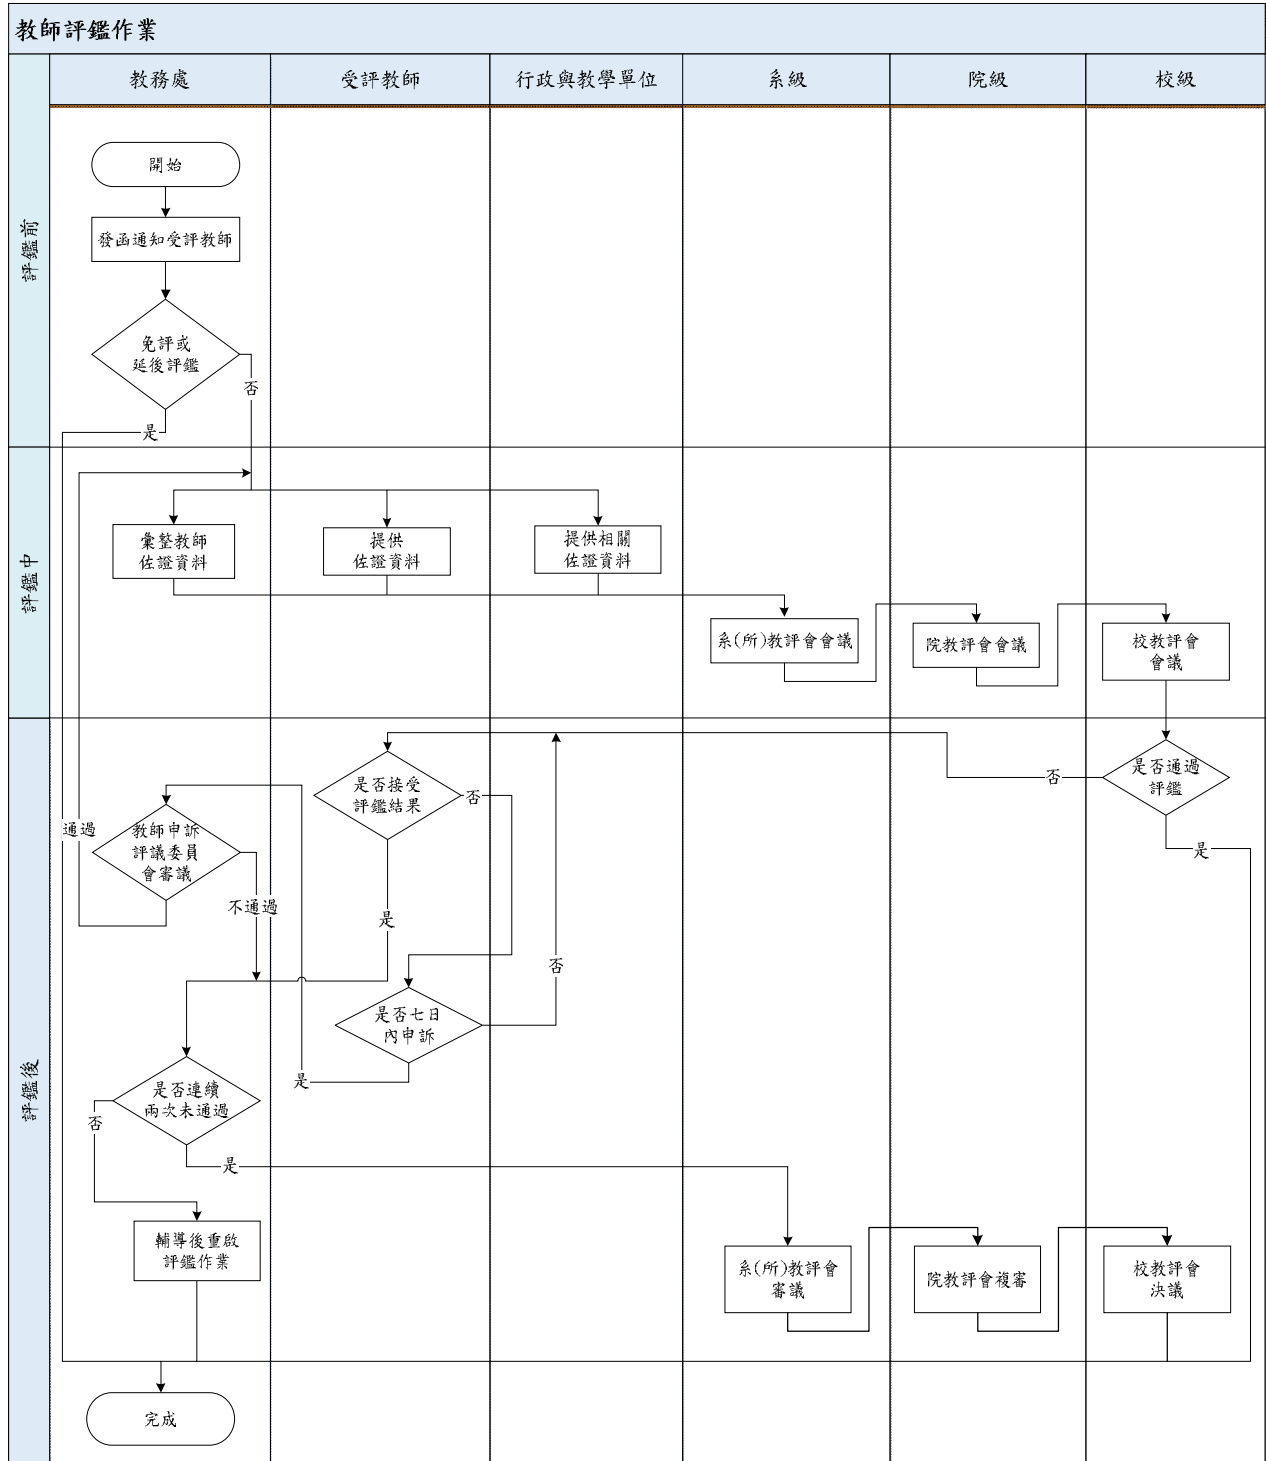 教師評鑑作業
教務處
受評教師
行政與教學單位
系級
院級
校級
評鑑前
開始
發函通知受評教師
免評或
延後評鑑
否
是
評鑑中
彙整教師
佐證資料
提供
佐證資料
提供相關
佐證資料
系(所)教評會會議
院教評會會議
校教評會
會議
評鑑後
是否通過
評鑑
否
是
是否接受
評鑑結果
否
是
教師申訴
評議委員
會審議
通過
不通過
是否七日
內申訴
否
是
是否連續
兩次未通過
否
是
輔導後重啟
評鑑作業
系(所)教評會
審議
院教評會複審
校教評會
決議
完成